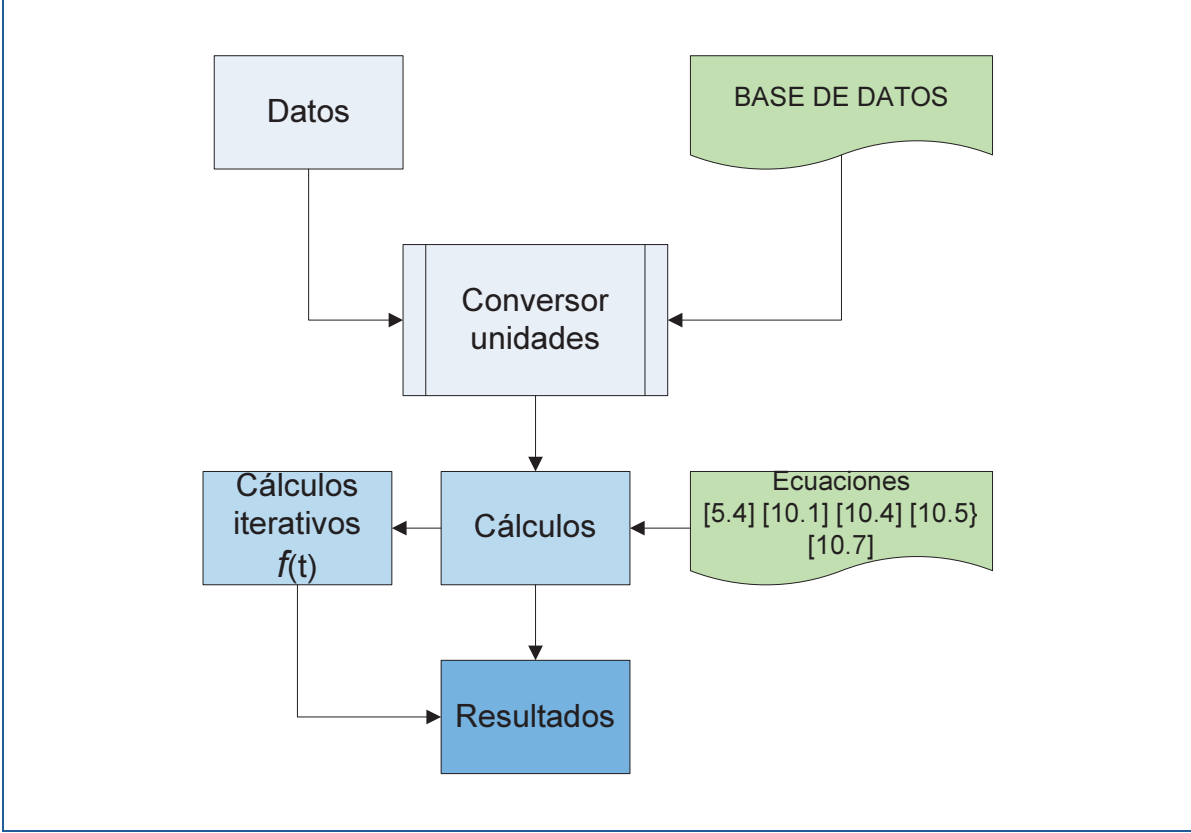 Datos
BASE DE DATOS
Conversor
unidades
Cálculos
iterativos
f(t)
Cálculos
Ecuaciones
[5.4] [10.1] [10.4] [10.5}
[10.7]
Resultados